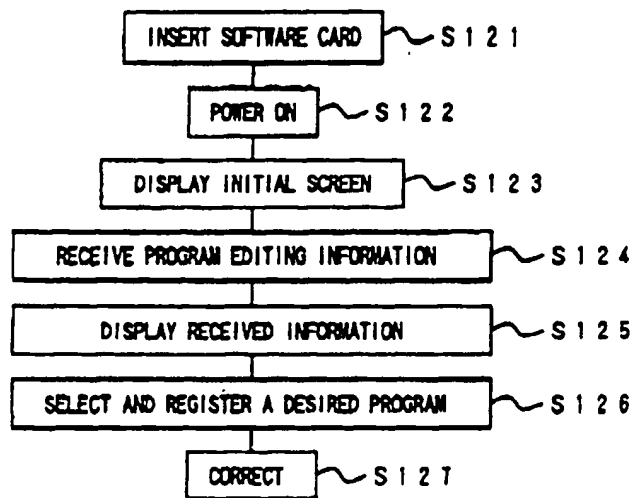 INSERT SOFTWARE CARD S121
POWER ON S122
DISPLAY INITIAL SCREEN S123
RECEIVE PROGRAM EDITING INFORMATION S124
DISPLAY RECEIVED INFORMATION S125
SELECT AND REGISTER A DESIRED PROGRAM S126
CORRECT S127